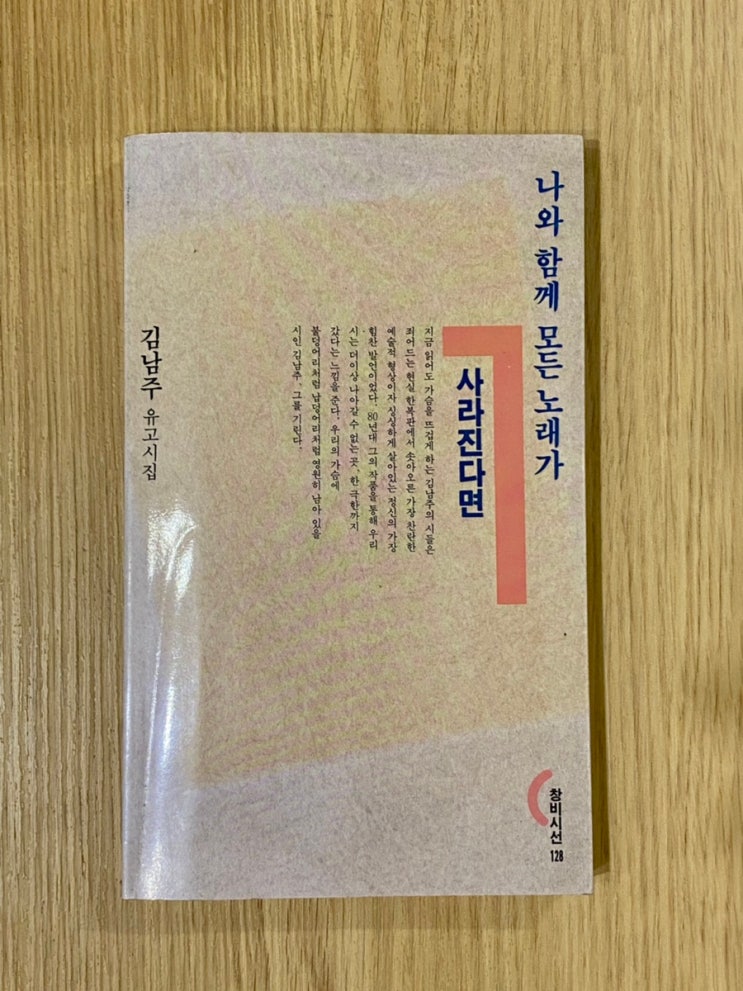 나와 함께 모든 노래가
사라진다면
지금 읽어도 가슴을 뜨겁게 하는 김남주의 시들은
죄어드는 현실 한복판에서 솟아오른 가장 찬란한
예술적 형상이자 싱싱하게 살아있는 정신의 가장
힘찬 발언이었다. 80년대 그의 작품을 통해 우리
시는 더이상 나아갈 수 없는 곳, 한 극한까지
갔다는 느낌을 준다. 우리의 가슴에
불덩어리처럼 납덩어리처럼 영원히 남아 있을
시인 김남주, 그를 기린다.
김남주 유고시집
창비시선
128